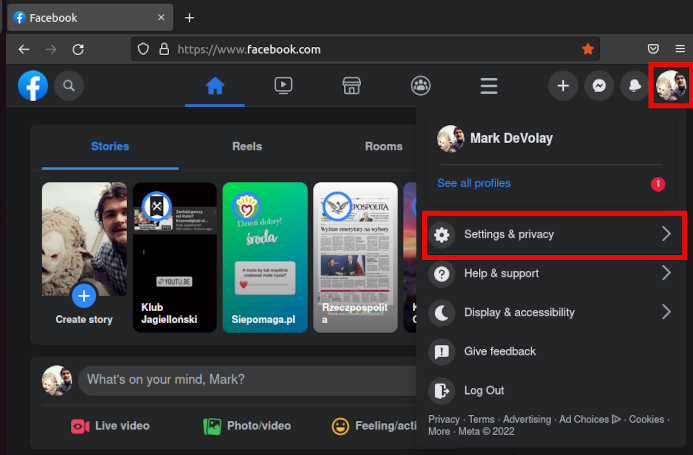 Facebook
https://www.facebook.com
Mark DeVolay
See all profiles
1
Settings & privacy
Help & support
Display & accessibility
Give feedback
Log Out
Privacy · Terms · Advertising · Ad Choices · Cookies ·
More · Meta © 2022
Stories
Reels
Rooms
Create story
YOUTU.BE
Klub
Jagielloński
Dzień dobry!
środa
Siepomaga.pl
Wyższe emerytury na wybory
Rzeczpospolit
a
What's on your mind, Mark?
Live video
Photo/video
Feeling/acti